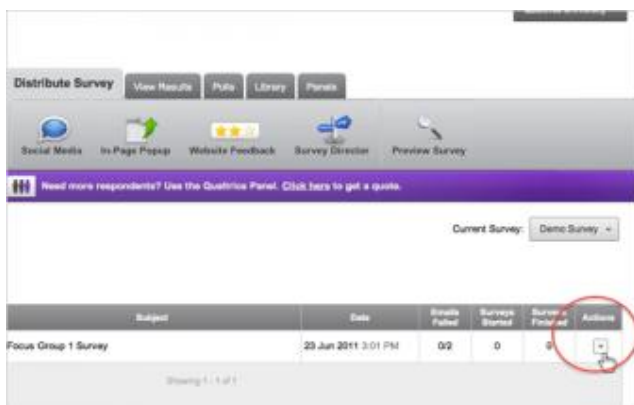 Distribute Survey View Results Polls Library Panels
Social Media In-Page Popup Website Feedback Survey Director Preview Survey
Need more respondents? Use the Qualtrics Panel. Click here to get a quote.
Current Survey: Demo Survey
Subject Date Emails Failed Surveys Started Surveys Finished Actions
Focus Group 1 Survey 23 Jun 2011 3:01 PM 0/2 0 0
Showing 1 - 1 of 1